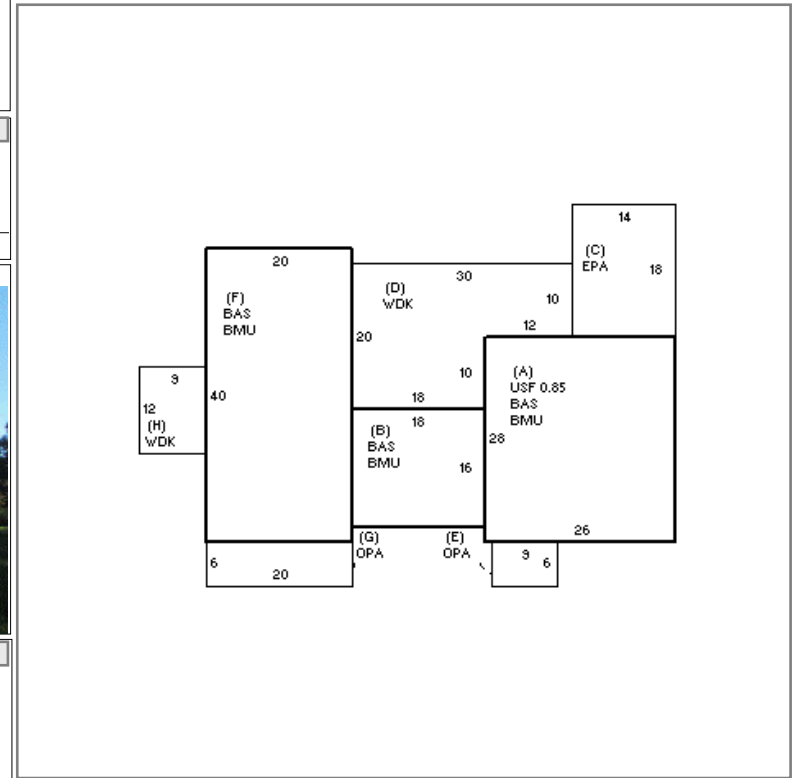 14
(C)
EPA
18
20
30
(D)
WDK
10
(F)
BAS
BMU
12
20
9
10
(A)
USF 0.85
BAS
BMU
40
18
12
(H)
WDK
18
(B)
BAS
BMU
28
16
26
(G)
OPA
(E)
OPA
9
6
6
20